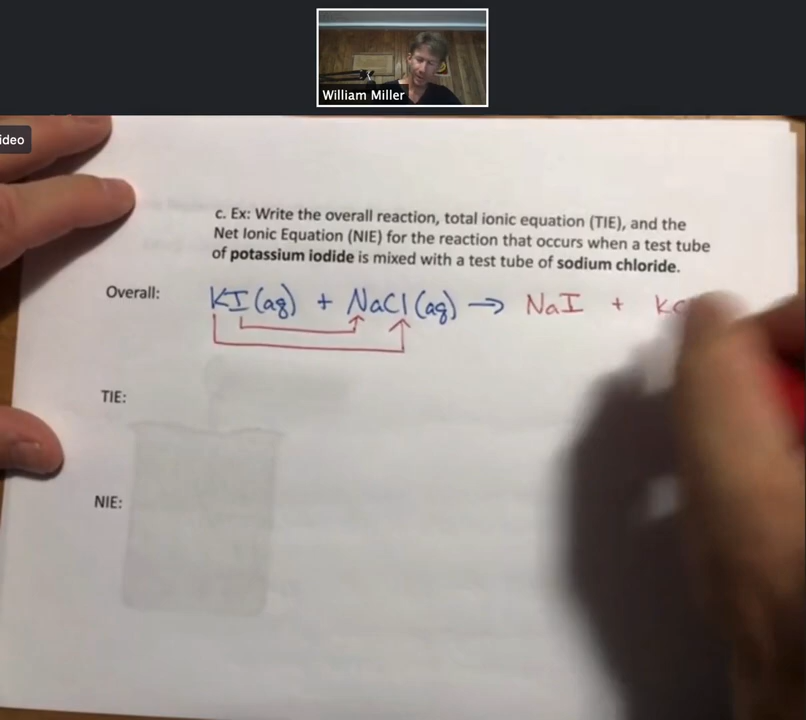 William Miller
ideo
c. Ex: Write the overall reaction, total ionic equation (TIE), and the
Net Ionic Equation (NIE) for the reaction that occurs when a test tube
of potassium iodide is mixed with a test tube of sodium chloride.
Overall: KI(aq) + NaCl(aq) → NaI + KC
TIE:
NIE: